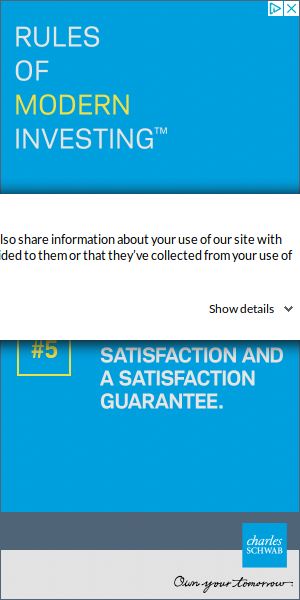 RULES
OF
MODERN
INVESTING™
lso share information about your use of our site with
ided to them or that they've collected from your use of
Show details
#5
SATISFACTION AND
A SATISFACTION
GUARANTEE.
charles
SCHWAB
Own your tomorrow.